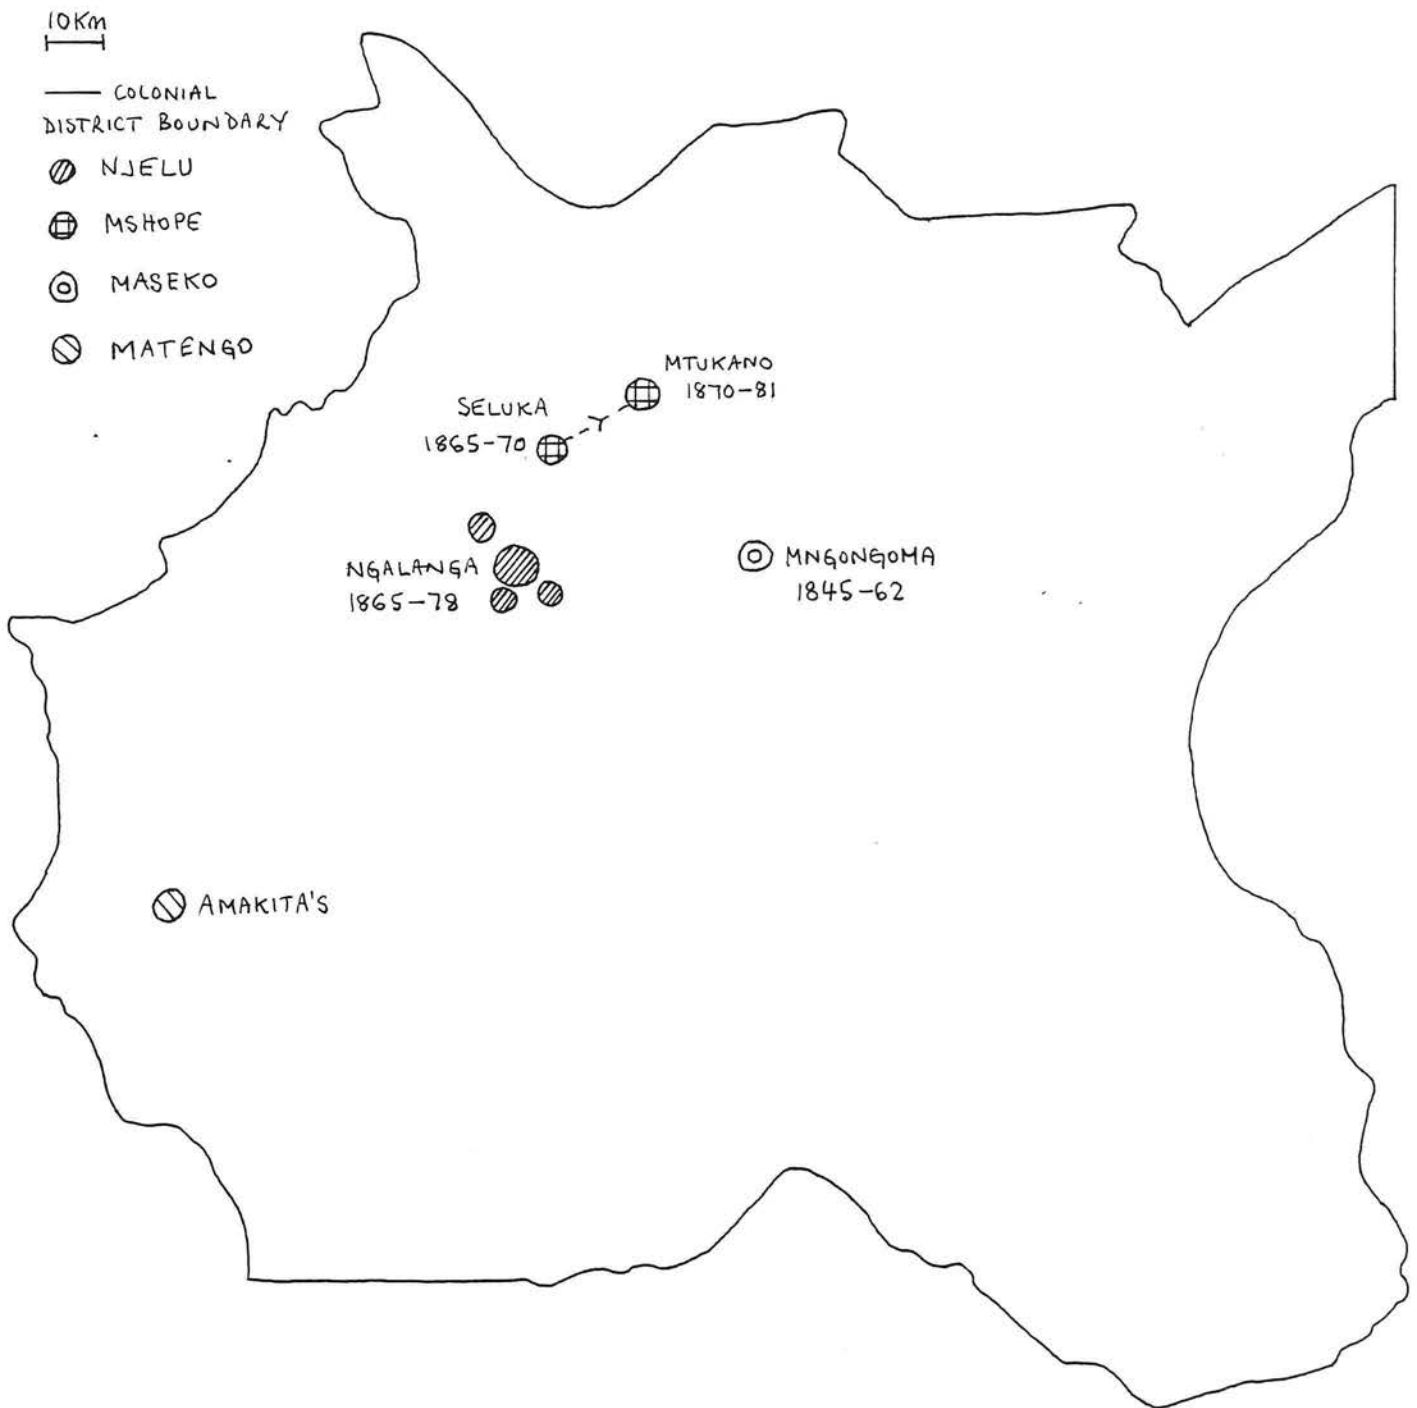 10Km
COLONIAL
DISTRICT BOUNDARY
NJELU
MSHOPE
MASEKO
MATENGO
MTUKANO
1870-81
SELUKA
1865-70
NGALANGA
1865-78
MNGONGOMA
1845-62
AMAKITA'S